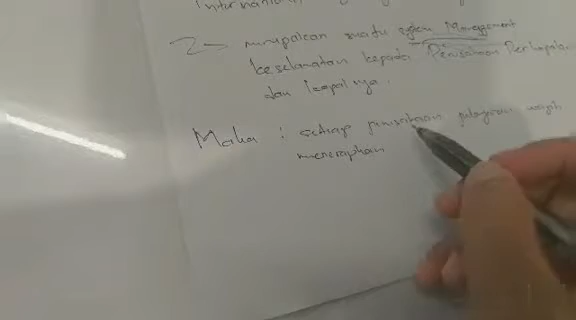 2 - merupakan suatu sistem Management
keselamatan kepada Perusahaan Perkapalan
dan kapalnya.
Maka : setiap perusahaan pelayaran wajib
menerapkan